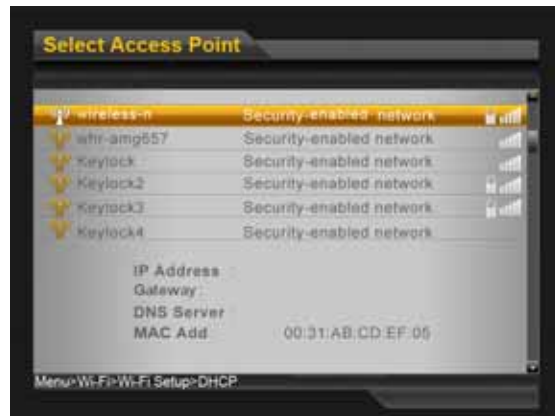 Select Access Point
wireless-n Security-enabled network
whr-amg657 Security-enabled network
Keylock Security-enabled network
Keylock2 Security-enabled network
Keylock3 Security-enabled network
Keylock4 Security-enabled network
IP Address :
Gateway :
DNS Server
MAC Add 00:31:AB:CD:EF:05
Menu>Wi-Fi>Wi-Fi Setup>DHCP